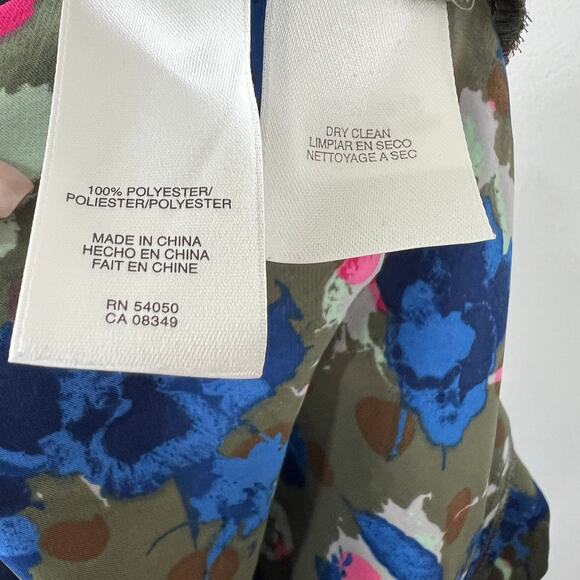 100% POLYESTER/
POLIESTER/POLYESTER
MADE IN CHINA
HECHO EN CHINA
FAIT EN CHINE
RN 54050
CA 08349
DRY CLEAN
LIMPIAR EN SECO
NETTOYAGE A SEC